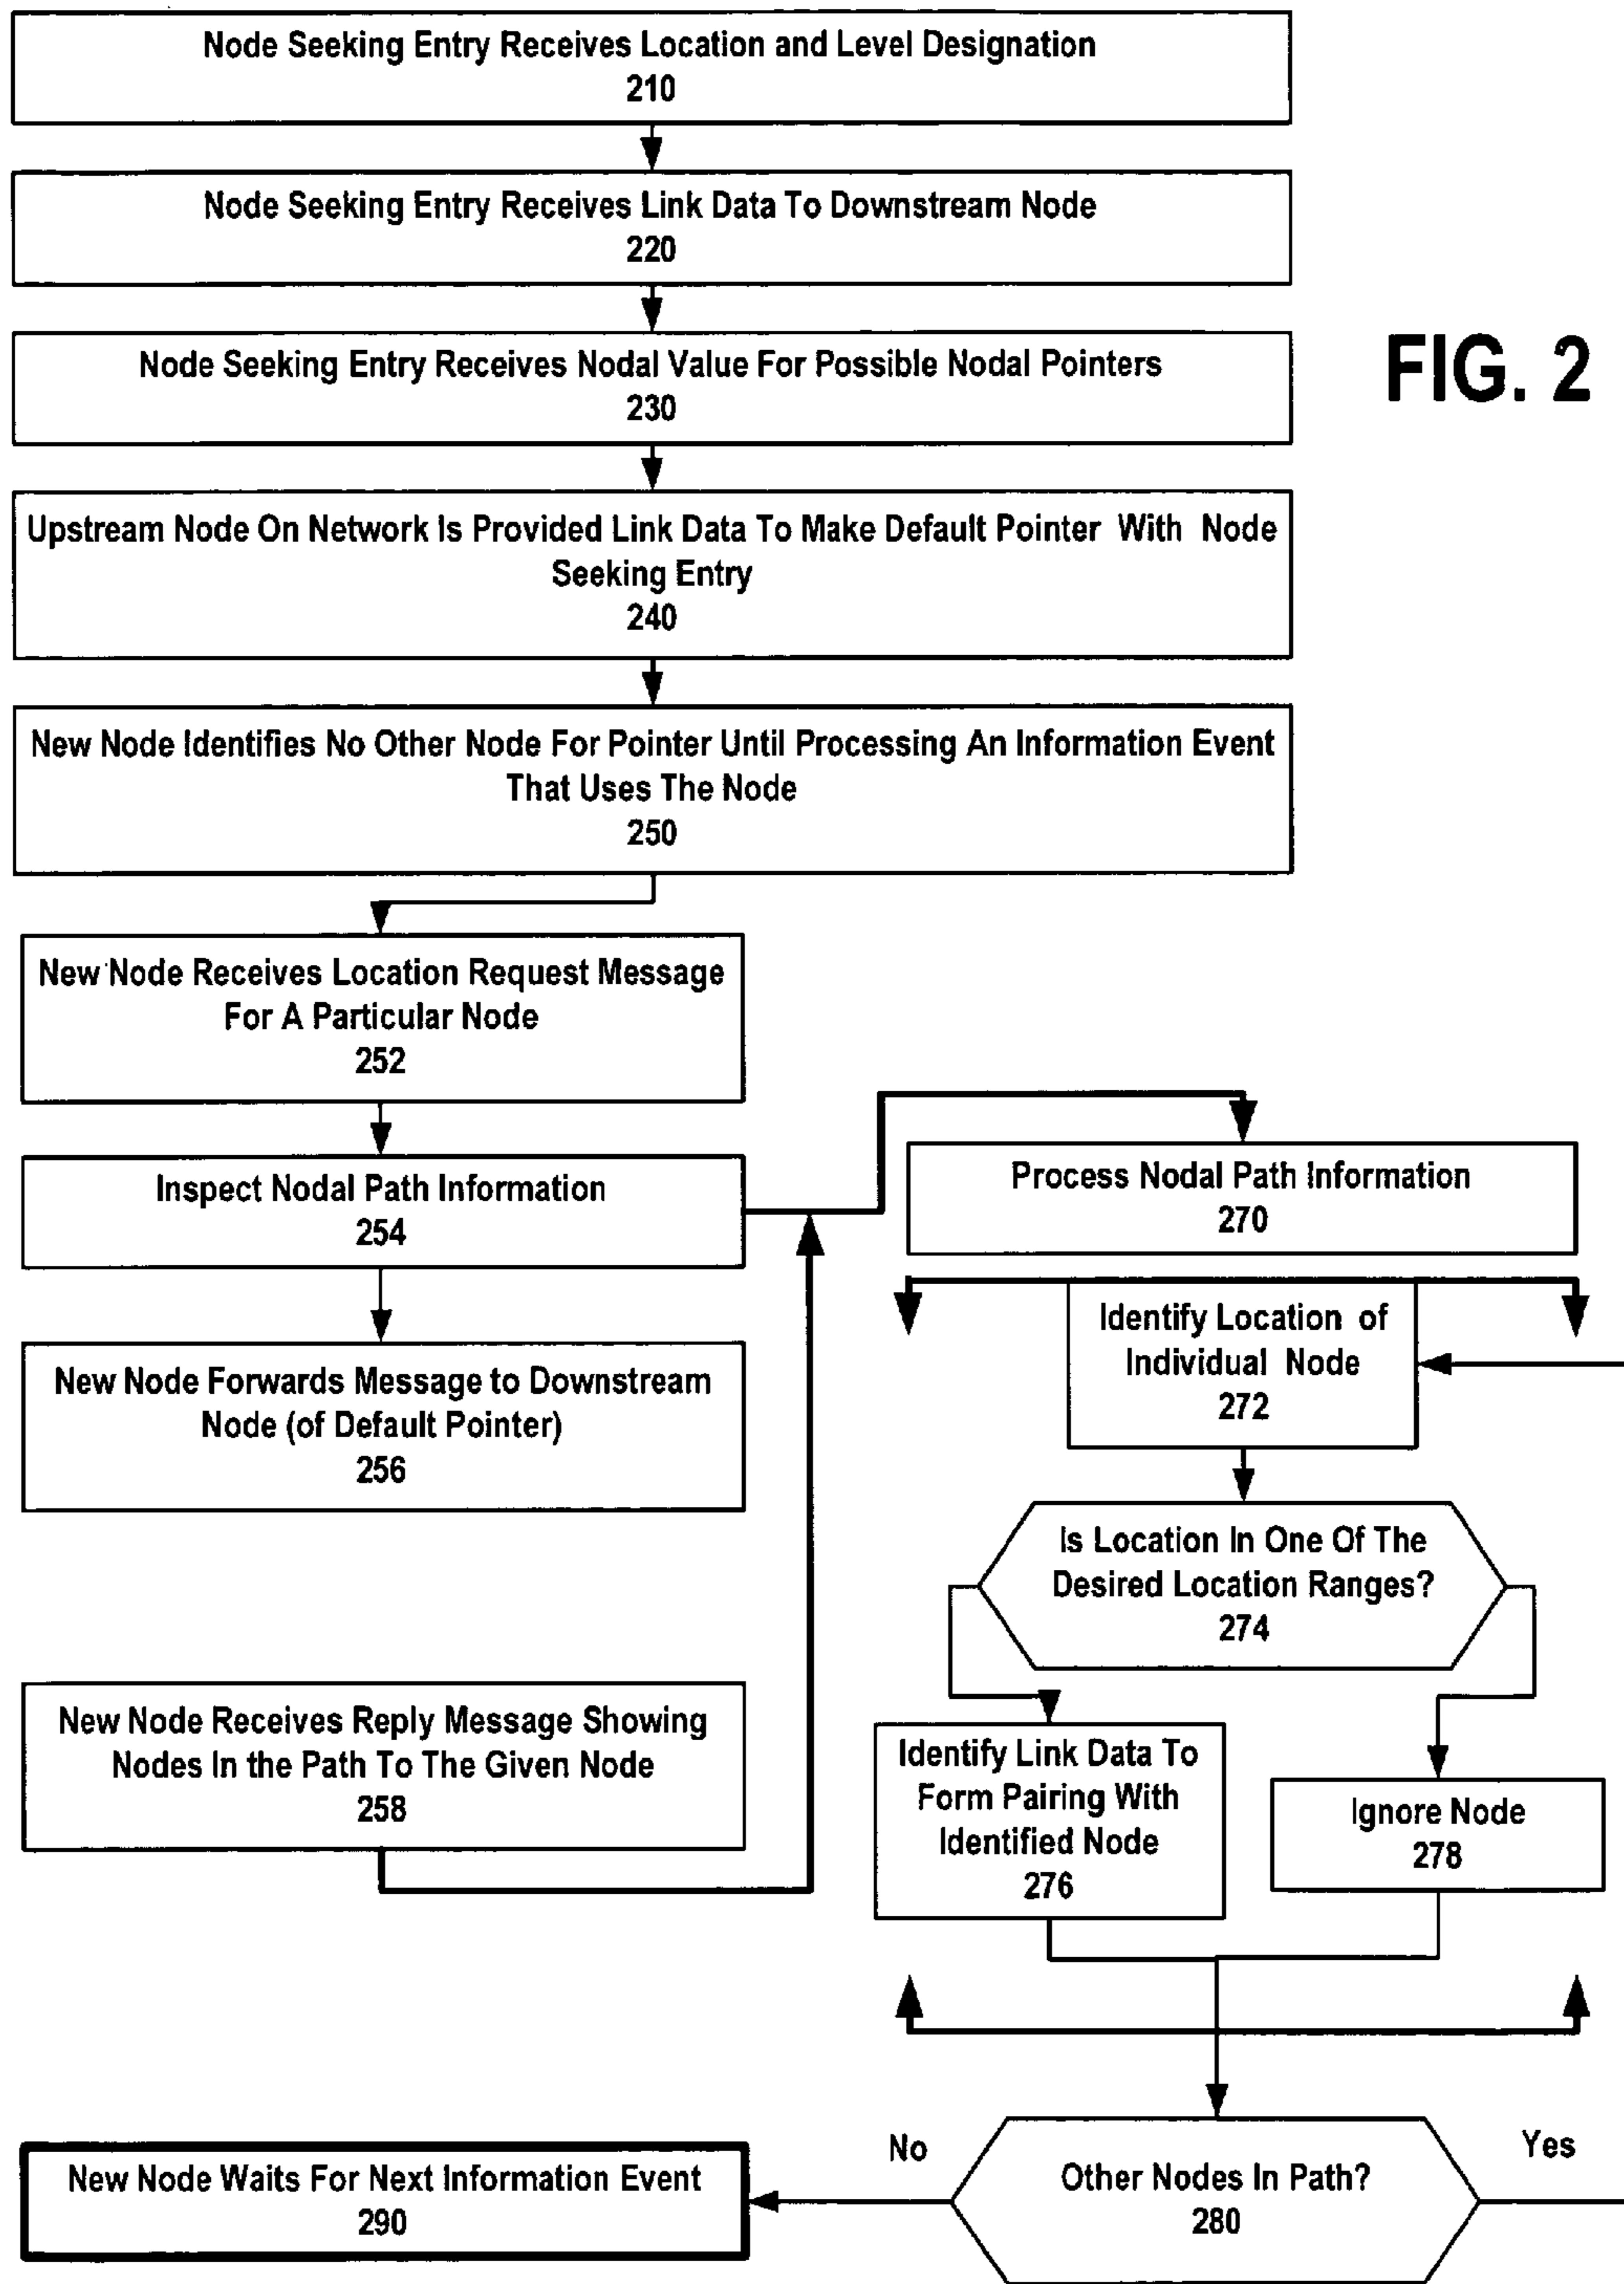 Node Seeking Entry Receives Location and Level Designation
210
Node Seeking Entry Receives Link Data To Downstream Node
220
Node Seeking Entry Receives Nodal Value For Possible Nodal Pointers
230
FIG. 2
Upstream Node On Network Is Provided Link Data To Make Default Pointer With Node
Seeking Entry
240
New Node Identifies No Other Node For Pointer Until Processing An Information Event
That Uses The Node
250
New Node Receives Location Request Message
For A Particular Node
252
Inspect Nodal Path Information
254
New Node Forwards Message to Downstream
Node (of Default Pointer)
256
New Node Receives Reply Message Showing
Nodes In the Path To The Given Node
258
Process Nodal Path Information
270
Identify Location of
Individual Node
272
Is Location In One Of The
Desired Location Ranges?
274
Identify Link Data To
Form Pairing With
Identified Node
276
Ignore Node
278
Other Nodes In Path?
280
No
Yes
New Node Waits For Next Information Event
290